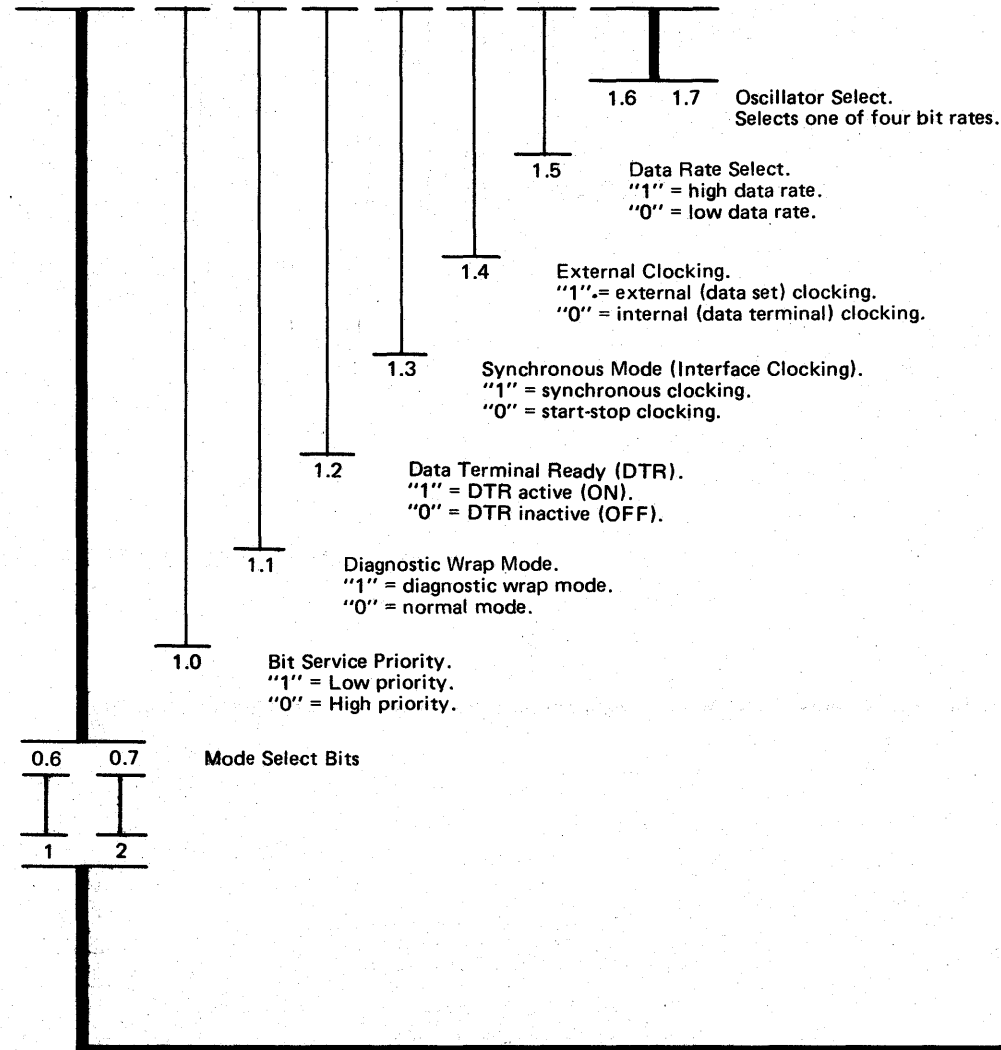 1.6 1.7 Oscillator Select.
Selects one of four bit rates.
1.5 Data Rate Select.
"1" = high data rate.
"0" = low data rate.
1.4 External Clocking.
"1".= external (data set) clocking.
"0" = internal (data terminal) clocking.
1.3 Synchronous Mode (Interface Clocking).
"1" = synchronous clocking.
"0" = start-stop clocking.
1.2 Data Terminal Ready (DTR).
"1" = DTR active (ON).
"0" = DTR inactive (OFF).
1.1 Diagnostic Wrap Mode.
"1" = diagnostic wrap mode.
"0" = normal mode.
1.0 Bit Service Priority.
"1" = Low priority.
"0" = High priority.
0.6 0.7 Mode Select Bits
1 2